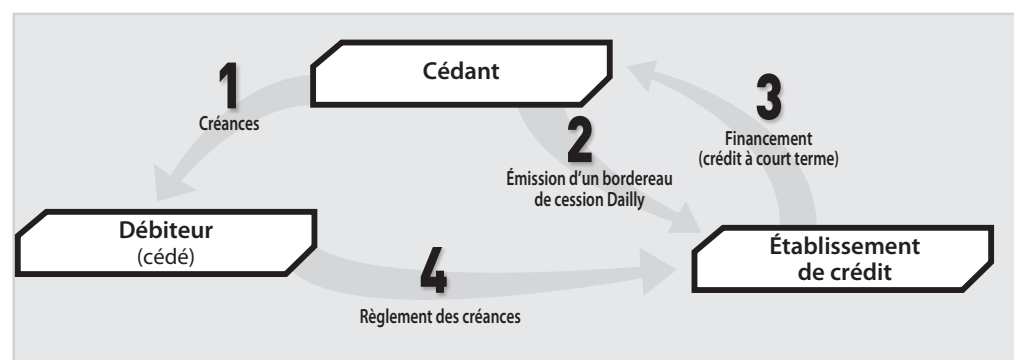 Cédant
1
Créances
2
Émission d'un bordereau
de cession Dailly
3
Financement
(crédit à court terme)
Débiteur
(cédé)
4
Règlement des créances
Établissement
de crédit